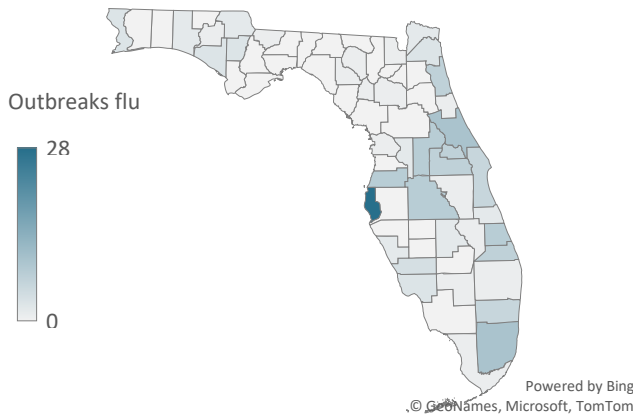 Outbreaks flu
28
0
Powered by Bing
© GeoNames, Microsoft, TomTom